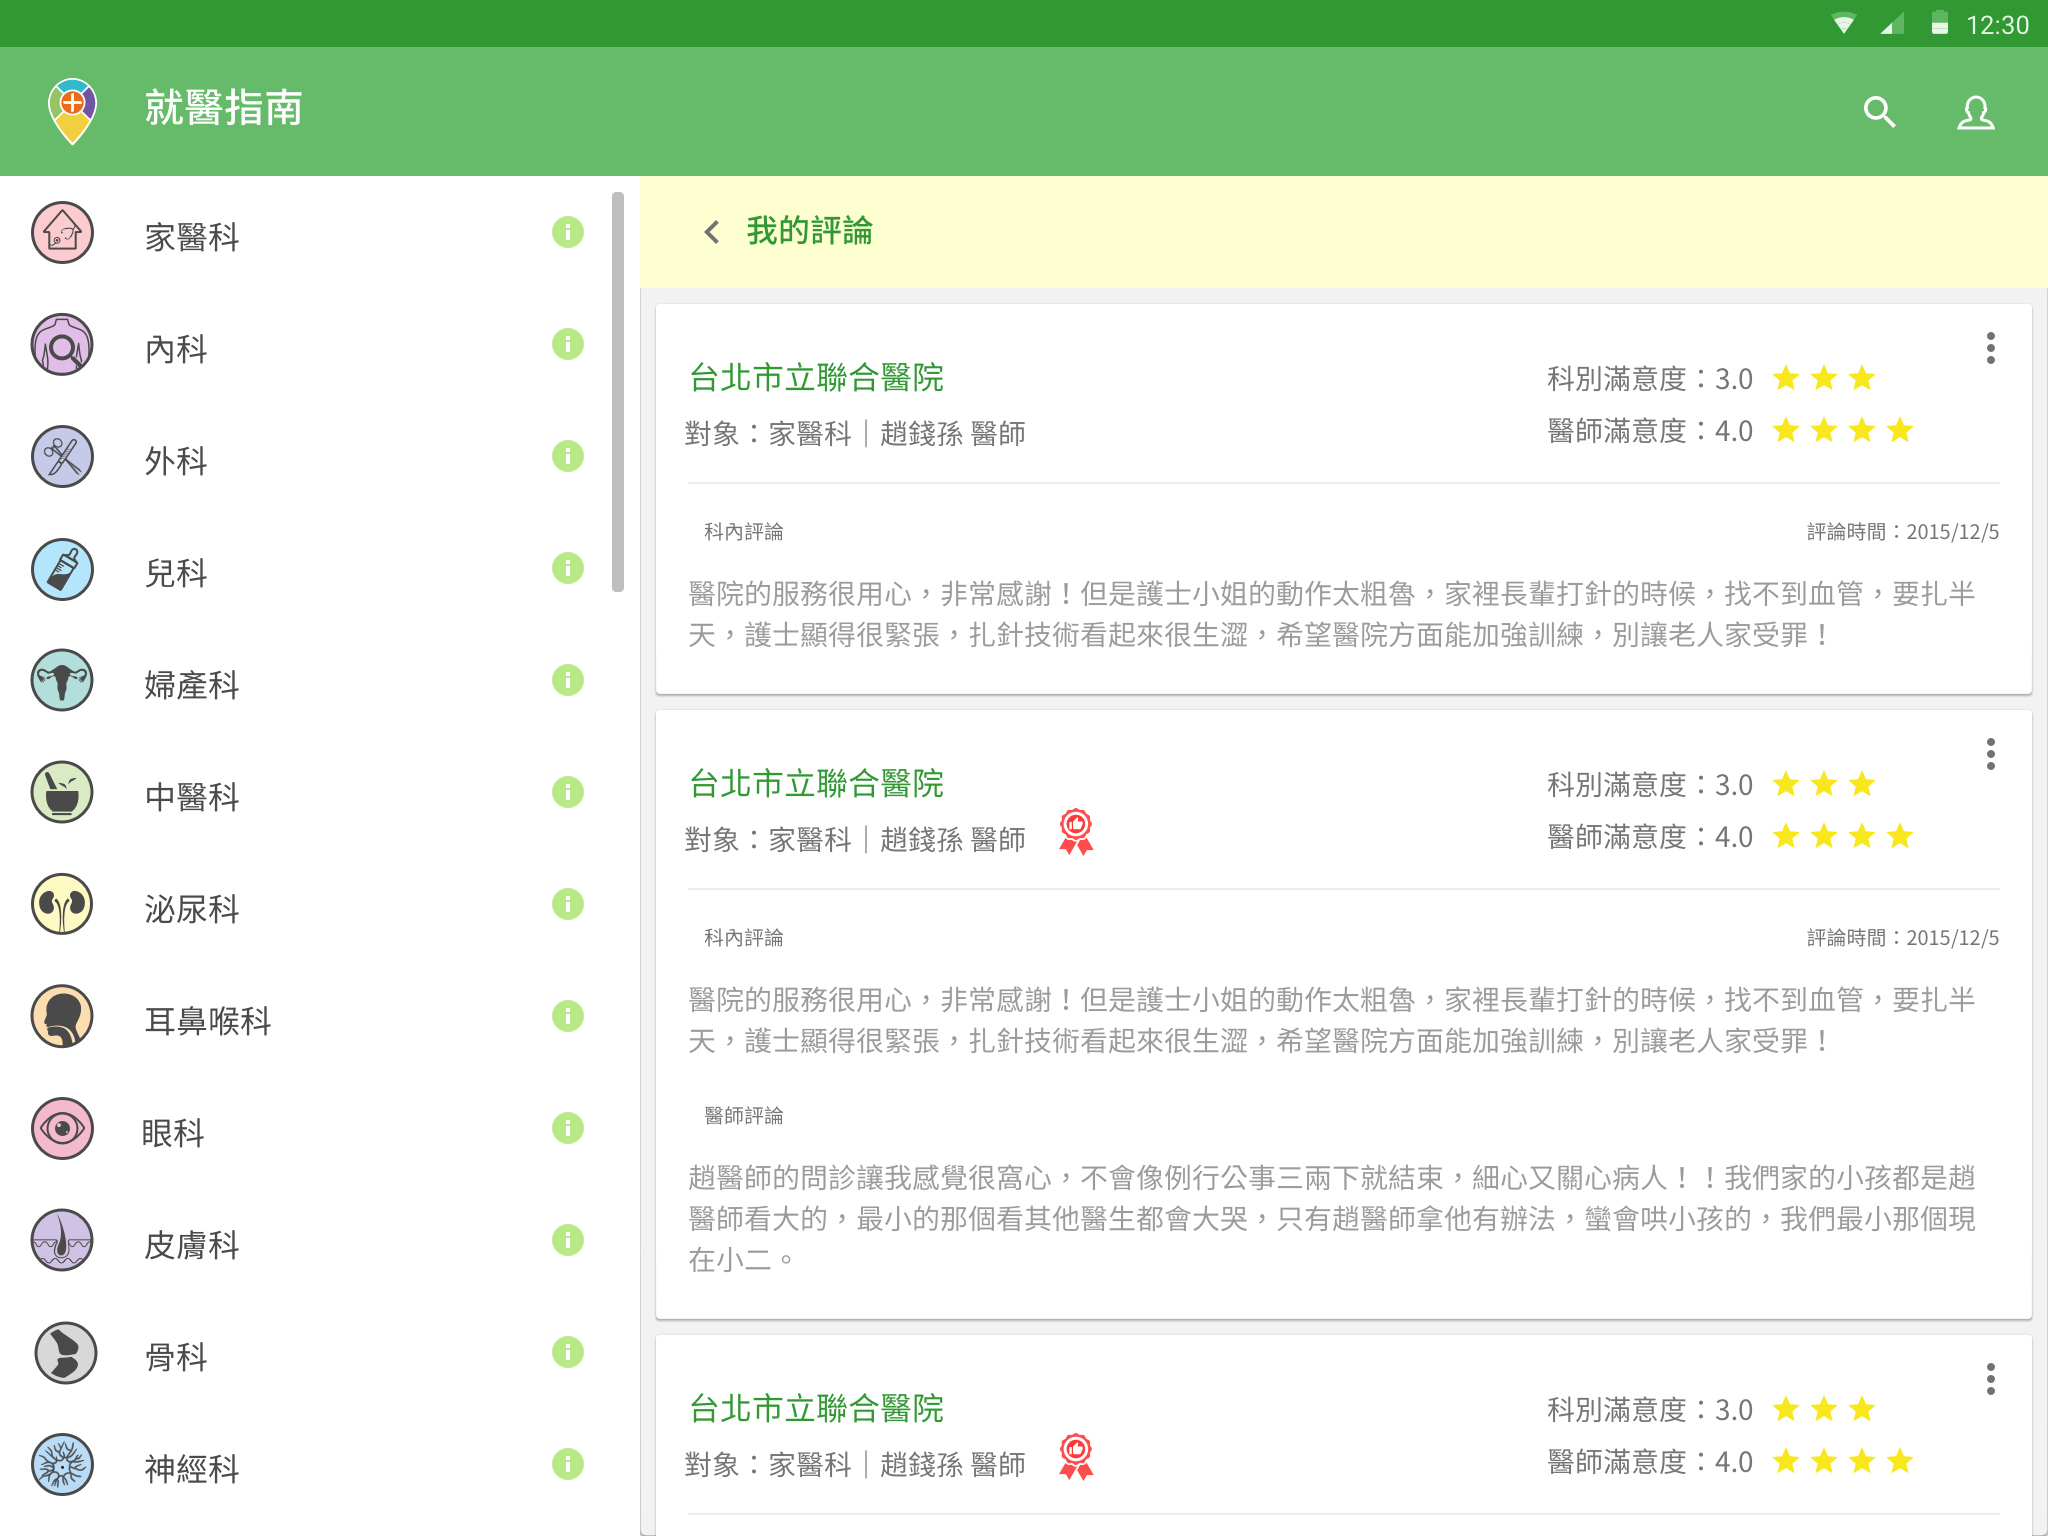 12:30
就醫指南
家醫科
內科
外科
兒科
婦產科
中醫科
泌尿科
耳鼻喉科
眼科
皮膚科
骨科
神經科
我的評論
台北市立聯合醫院
科別滿意度：3.0
對象：家醫科｜趙錢孫 醫師
醫師滿意度：4.0
科內評論
評論時間：2015/12/5
醫院的服務很用心，非常感謝！但是護士小姐的動作太粗魯，家裡長輩打針的時候，找不到血管，要扎半
天，護士顯得很緊張，扎針技術看起來很生澀，希望醫院方面能加強訓練，別讓老人家受罪！
台北市立聯合醫院
科別滿意度：3.0
對象：家醫科｜趙錢孫 醫師
醫師滿意度：4.0
科內評論
評論時間：2015/12/5
醫院的服務很用心，非常感謝！但是護士小姐的動作太粗魯，家裡長輩打針的時候，找不到血管，要扎半
天，護士顯得很緊張，扎針技術看起來很生澀，希望醫院方面能加強訓練，別讓老人家受罪！
醫師評論
趙醫師的問診讓我感覺很窩心，不會像例行公事三兩下就結束，細心又關心病人！！我們家的小孩都是趙
醫師看大的，最小的那個看其他醫生都會大哭，只有趙醫師拿他有辦法，蠻會哄小孩的，我們最小那個現
在小二。
台北市立聯合醫院
科別滿意度：3.0
對象：家醫科｜趙錢孫 醫師
醫師滿意度：4.0